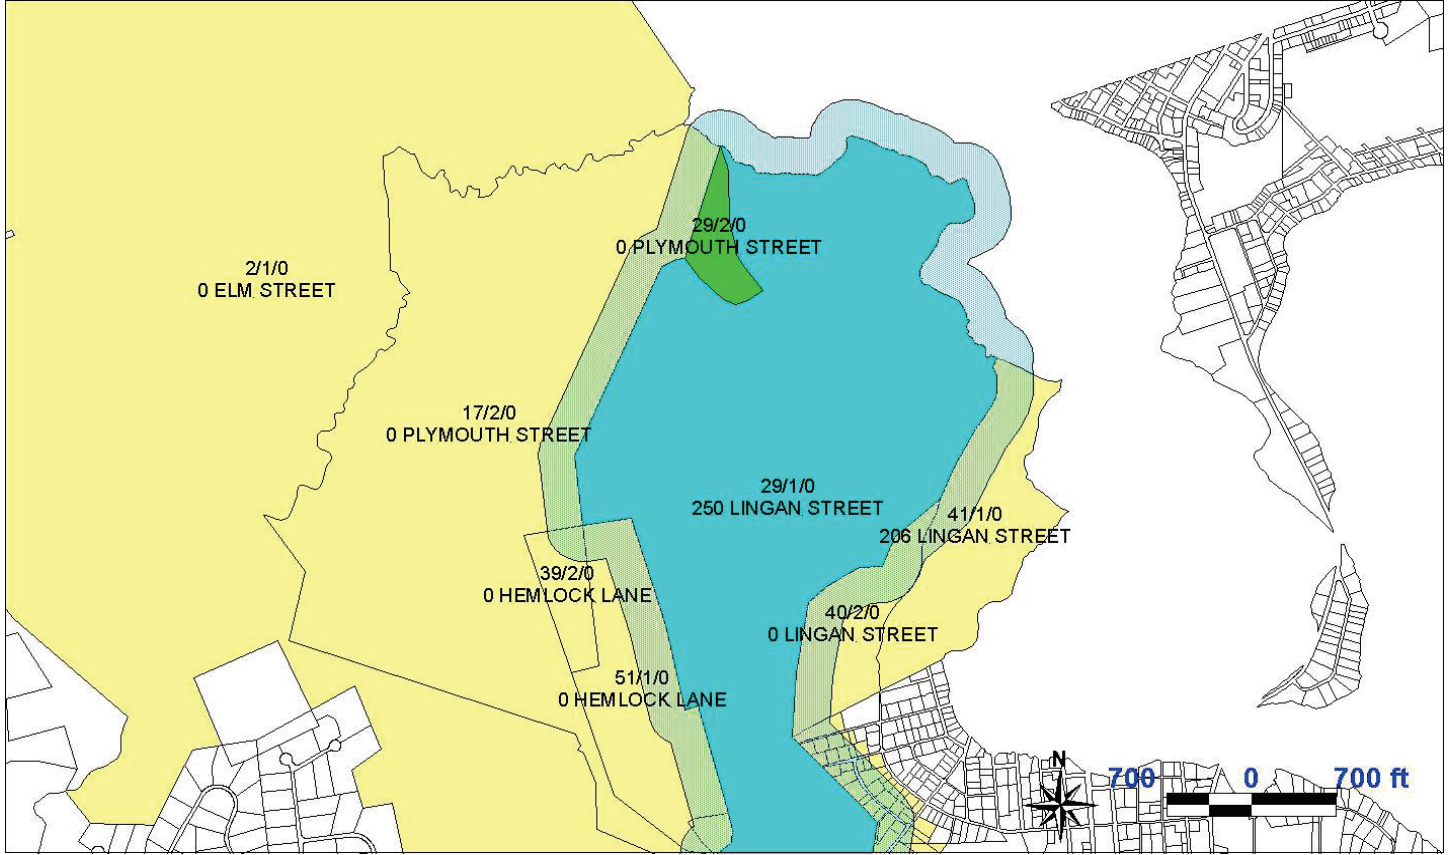 29/2/0
0 PLYMOUTH STREET
2/1/0
0 ELM STREET
17/2/0
0 PLYMOUTH STREET
29/1/0
250 LINGAN STREET
41/1/0
206 LINGAN STREET
39/2/0
0 HEMLOCK LANE
40/2/0
0 LINGAN STREET
51/1/0
0 HEMLOCK LANE
N
700 0 700 ft